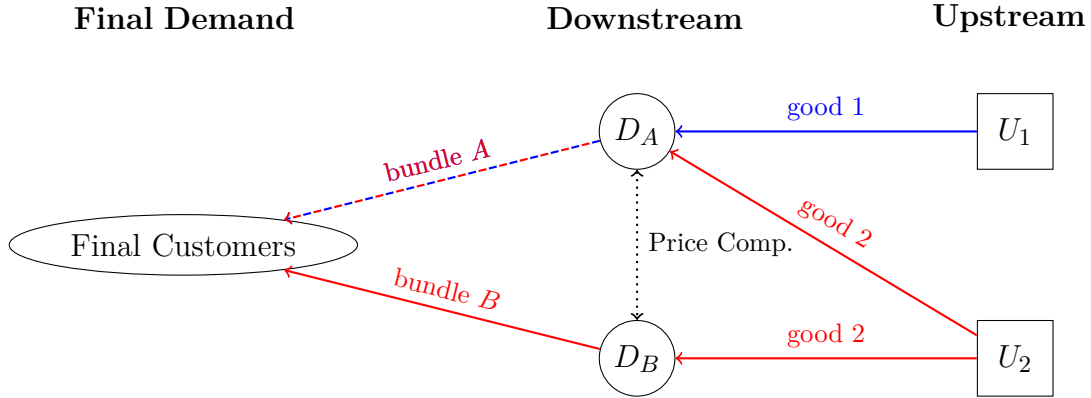 Final Demand
Downstream
Upstream
good 1
D_A
U_1
bundle A
good 2
Final Customers
Price Comp.
bundle B
good 2
D_B
U_2